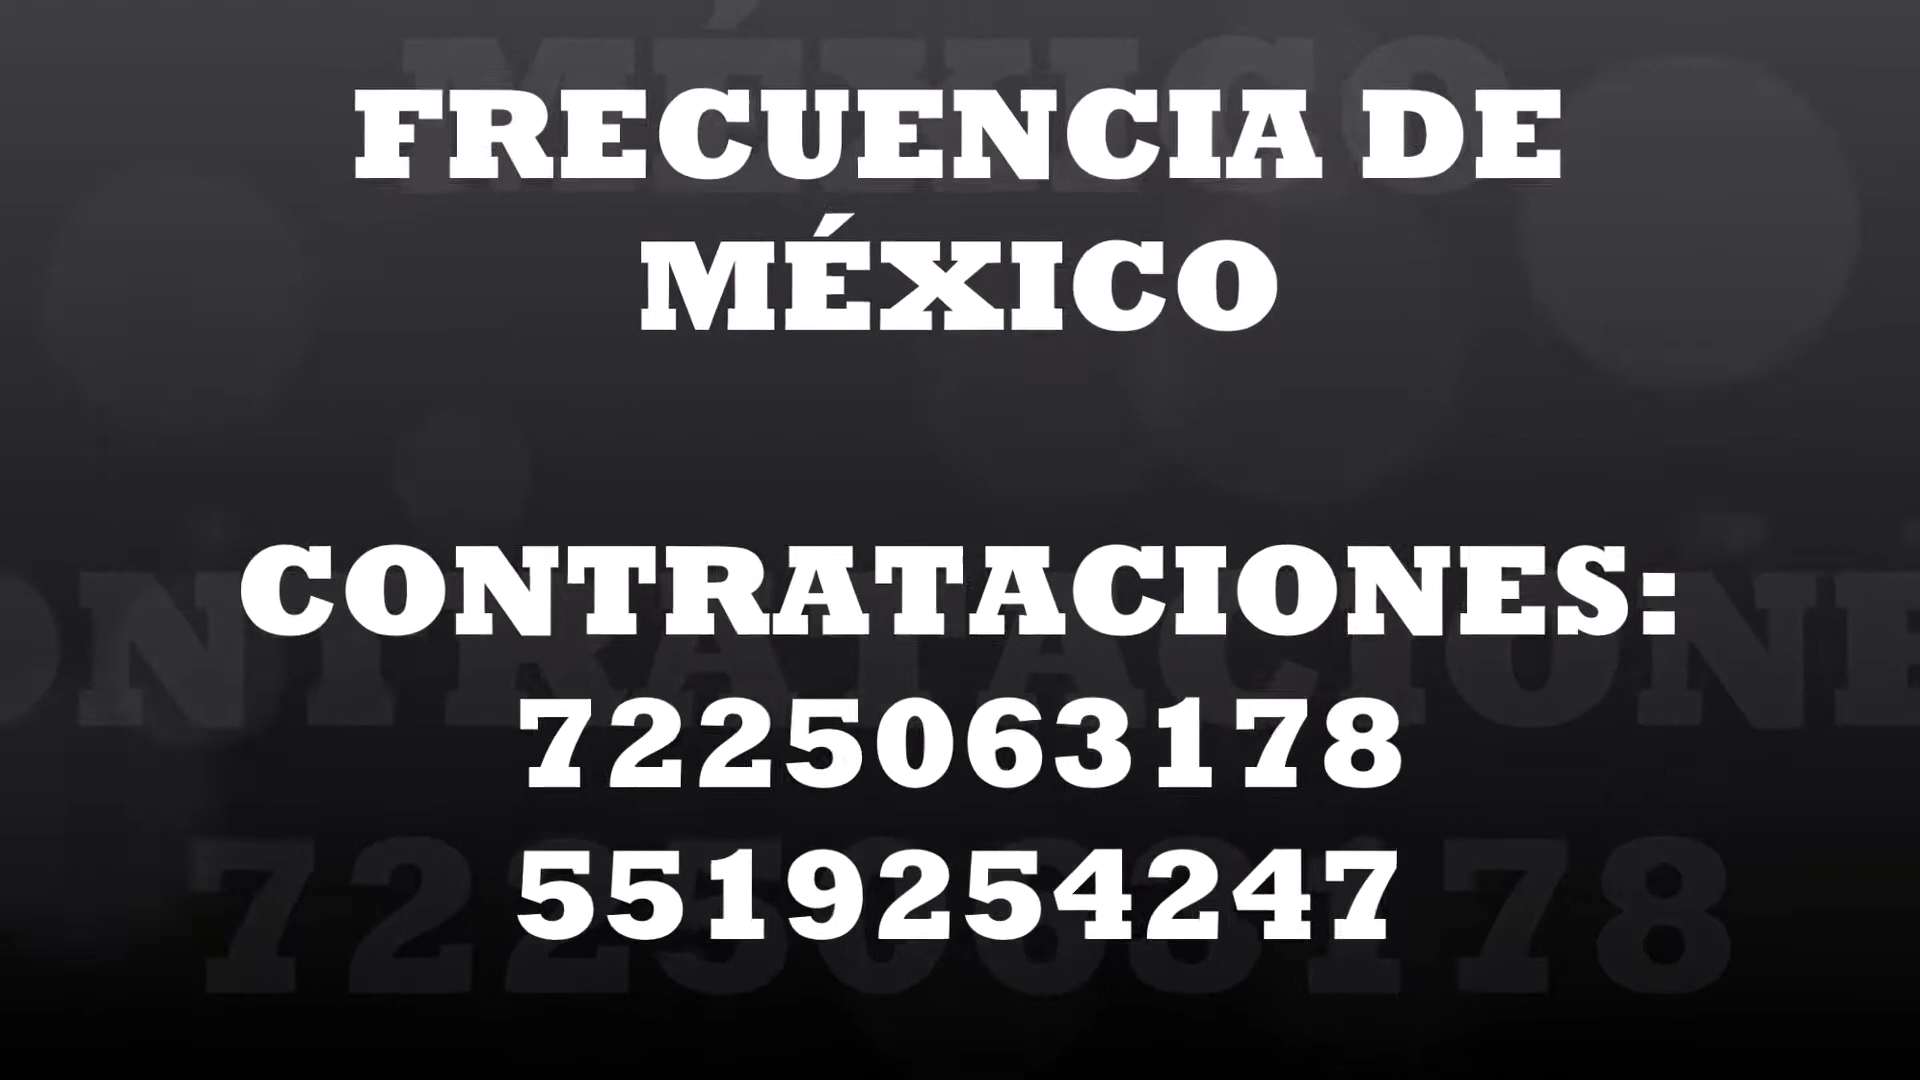 FRECUENCIA DE
MÉXICO
CONTRATACIONES:
7225063178
5519254247